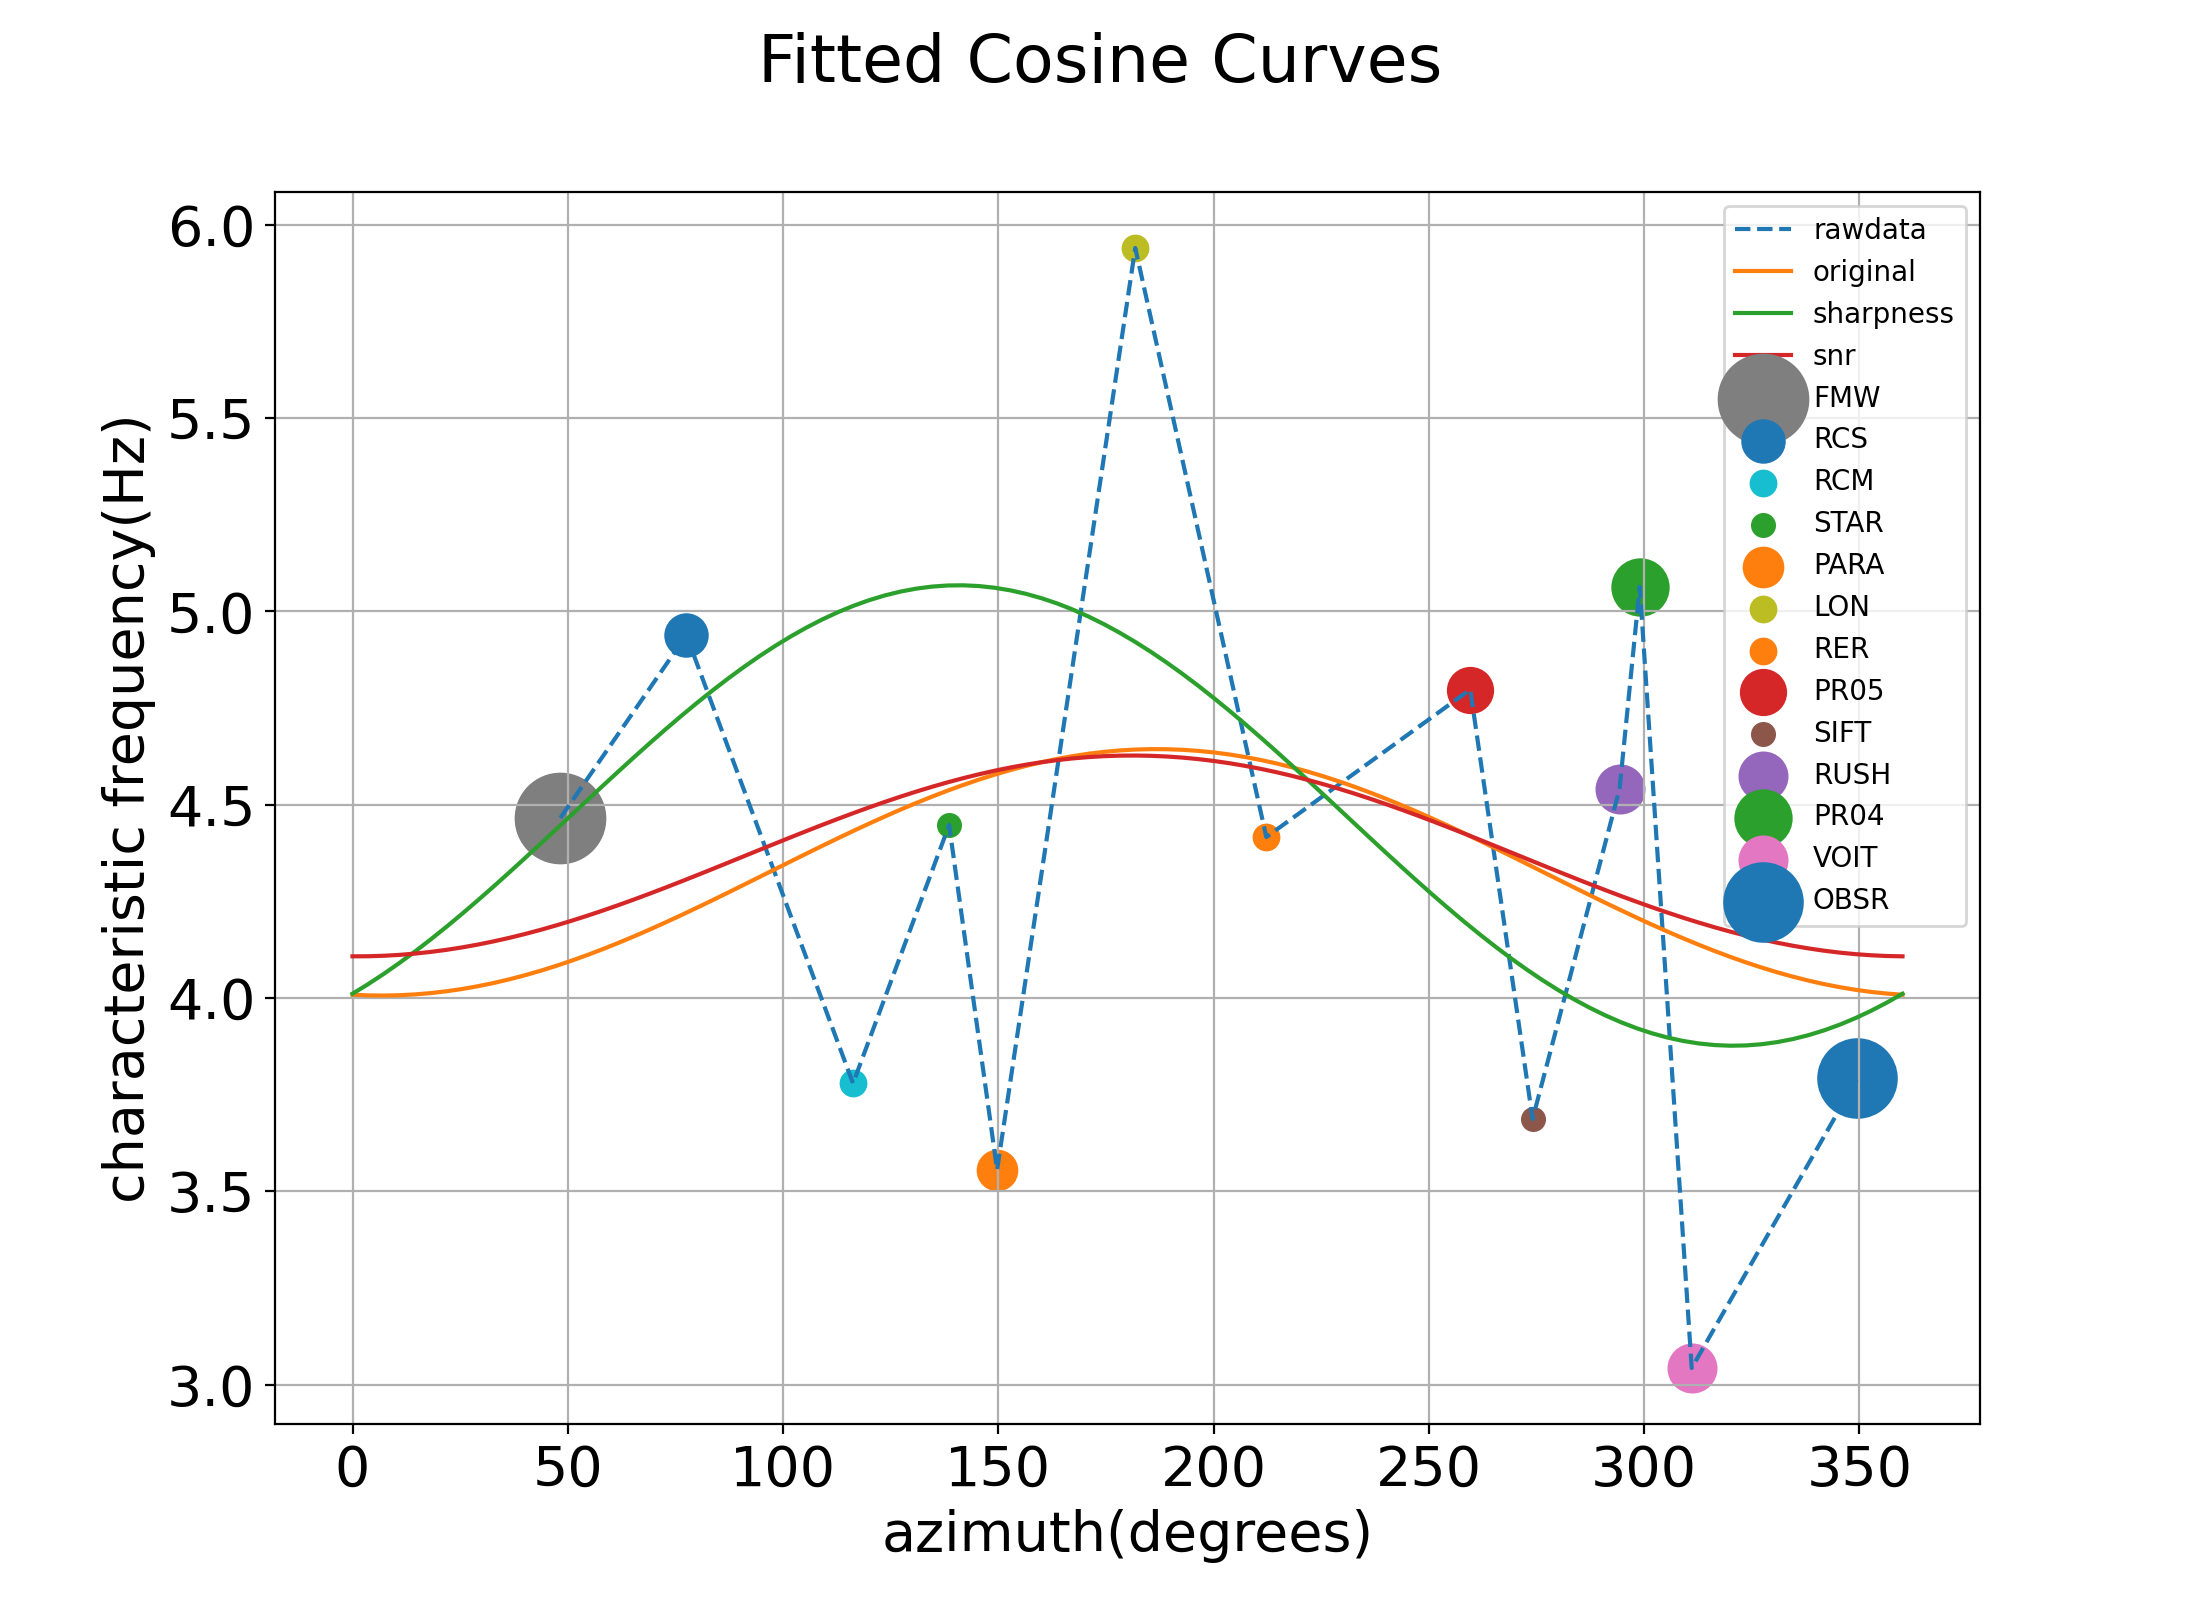 Fitted Cosine Curves
characteristic frequency(Hz)
6.0
5.5
5.0
4.5
4.0
3.5
3.0
rawdata
original
sharpness
snr
FMW
RCS
RCM
STAR
PARA
LON
RER
PR05
SIFT
RUSH
PR04
VOIT
OBSR
0 50 100 150 200 250 300 350
azimuth(degrees)